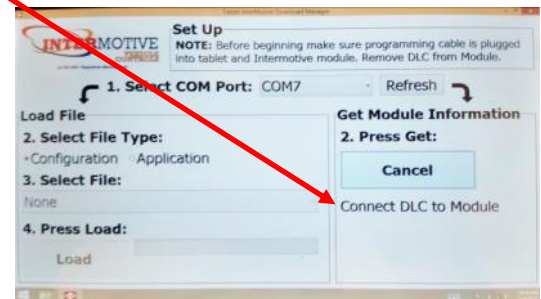 INTERMOTIVE
VEHICLE
CONTROLS
Set Up
NOTE: Before beginning make sure programming cable is plugged
into tablet and Intermotive module. Remove DLC from Module.
1. Select COM Port: COM7 Refresh
Load File
2. Select File Type:
Configuration Application
3. Select File:
None
4. Press Load:
Load
Get Module Information
2. Press Get:
Cancel
Connect DLC to Module